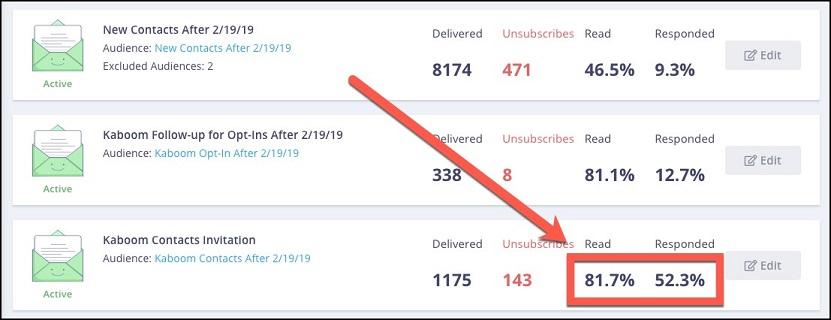 New Contacts After 2/19/19
Audience: New Contacts After 2/19/19
Excluded Audiences: 2
Active
Delivered Unsubscribes Read Responded
8174 471 46.5% 9.3%
Edit
Kaboom Follow-up for Opt-Ins After 2/19/19
Audience: Kaboom Opt-In After 2/19/19
Active
Delivered Unsubscribes Read Responded
338 8 81.1% 12.7%
Edit
Kaboom Contacts Invitation
Audience: Kaboom Contacts After 2/19/19
Active
Delivered Unsubscribes Read Responded
1175 143 81.7% 52.3%
Edit